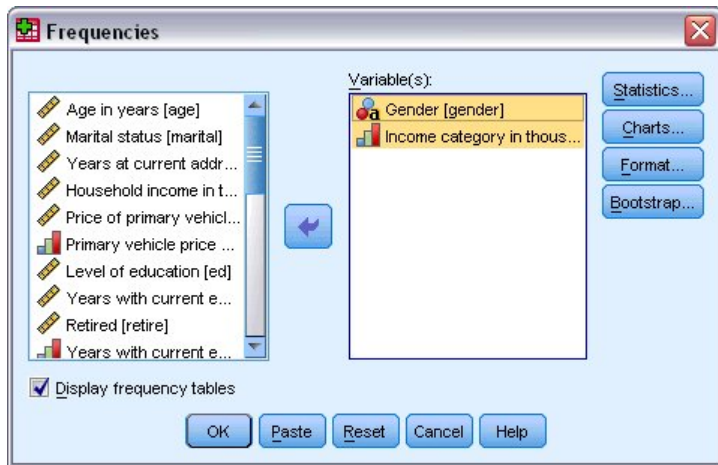 Frequencies
Age in years [age]
Marital status [marital]
Years at current addr...
Household income in t...
Price of primary vehicl...
Primary vehicle price ...
Level of education [ed]
Years with current e...
Retired [retire]
Years with current e...
Variable(s):
a Gender [gender]
Income category in thous...
Statistics...
Charts...
Format...
Bootstrap...
Display frequency tables
OK
Paste
Reset
Cancel
Help